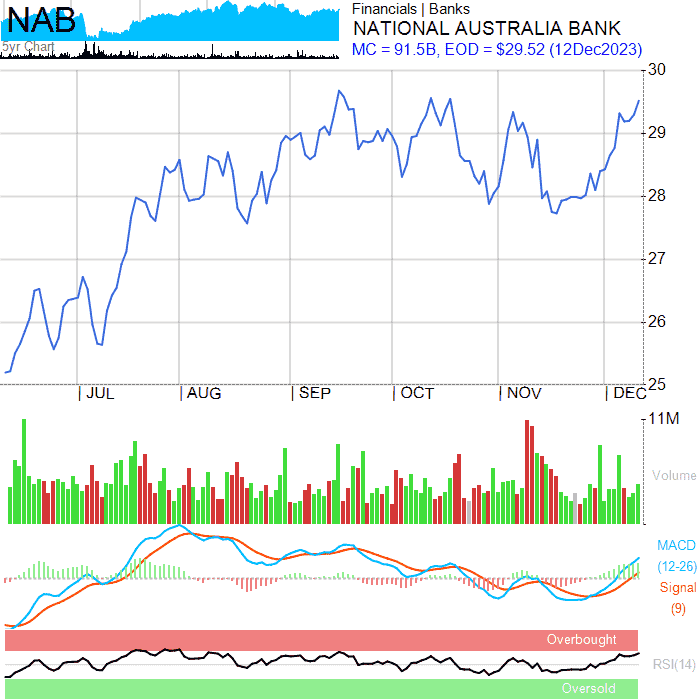 NAB
5yr Chart
Financials | Banks
NATIONAL AUSTRALIA BANK
MC = 91.5B, EOD = $29.52 (12Dec2023)
30
29
28
27
26
25
| JUL | AUG | SEP | OCT | NOV | DEC
11M
Volume
MACD
(12-26)
Signal
(9)
Overbought
RSI(14)
Oversold